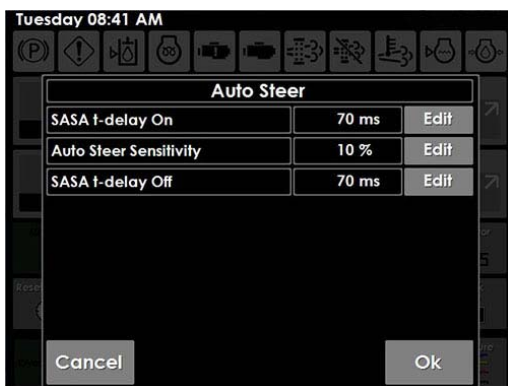 Tuesday 08:41 AM
(P)
Auto Steer
SASA t-delay On 70 ms Edit
Auto Steer Sensitivity 10 % Edit
SASA t-delay Off 70 ms Edit
Rese
Cancel Ok